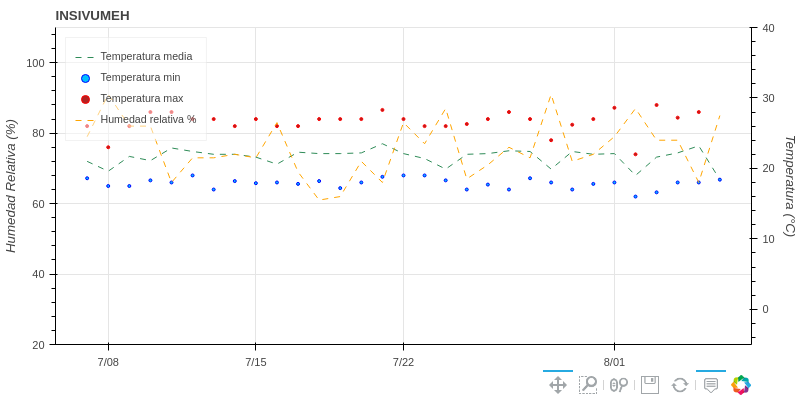 INSIVUMEH
Temperatura media
Temperatura min
Temperatura max
Humedad relativa %
Humedad Relativa (%)
100
80
60
40
20
40
30
20
10
0
Temperatura (°C)
7/08
7/15
7/22
8/01